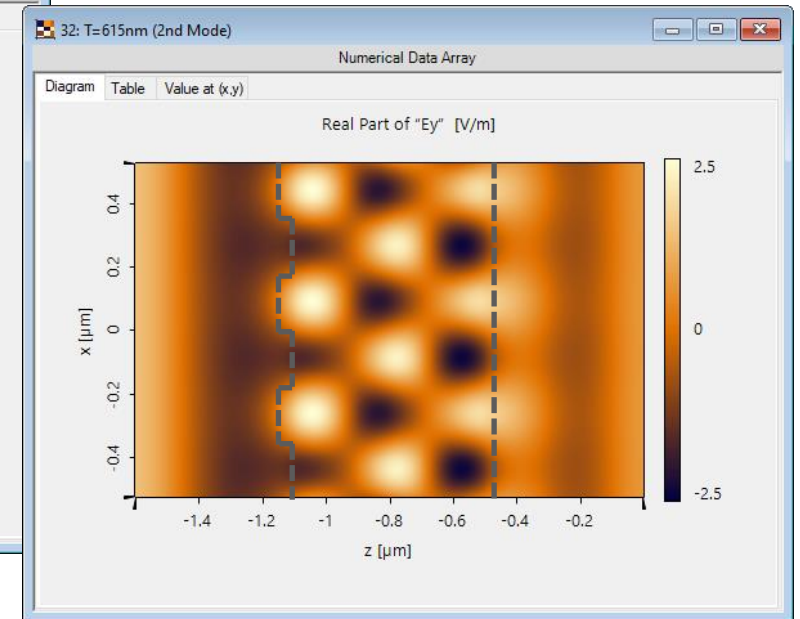 32: T=615nm (2nd Mode)
Numerical Data Array
Diagram Table Value at (x,y)
Real Part of "Ey" [V/m]
2.5
0
-2.5
0.4
0.2
0
-0.2
-0.4
x [µm]
-1.4 -1.2 -1 -0.8 -0.6 -0.4 -0.2
z [µm]